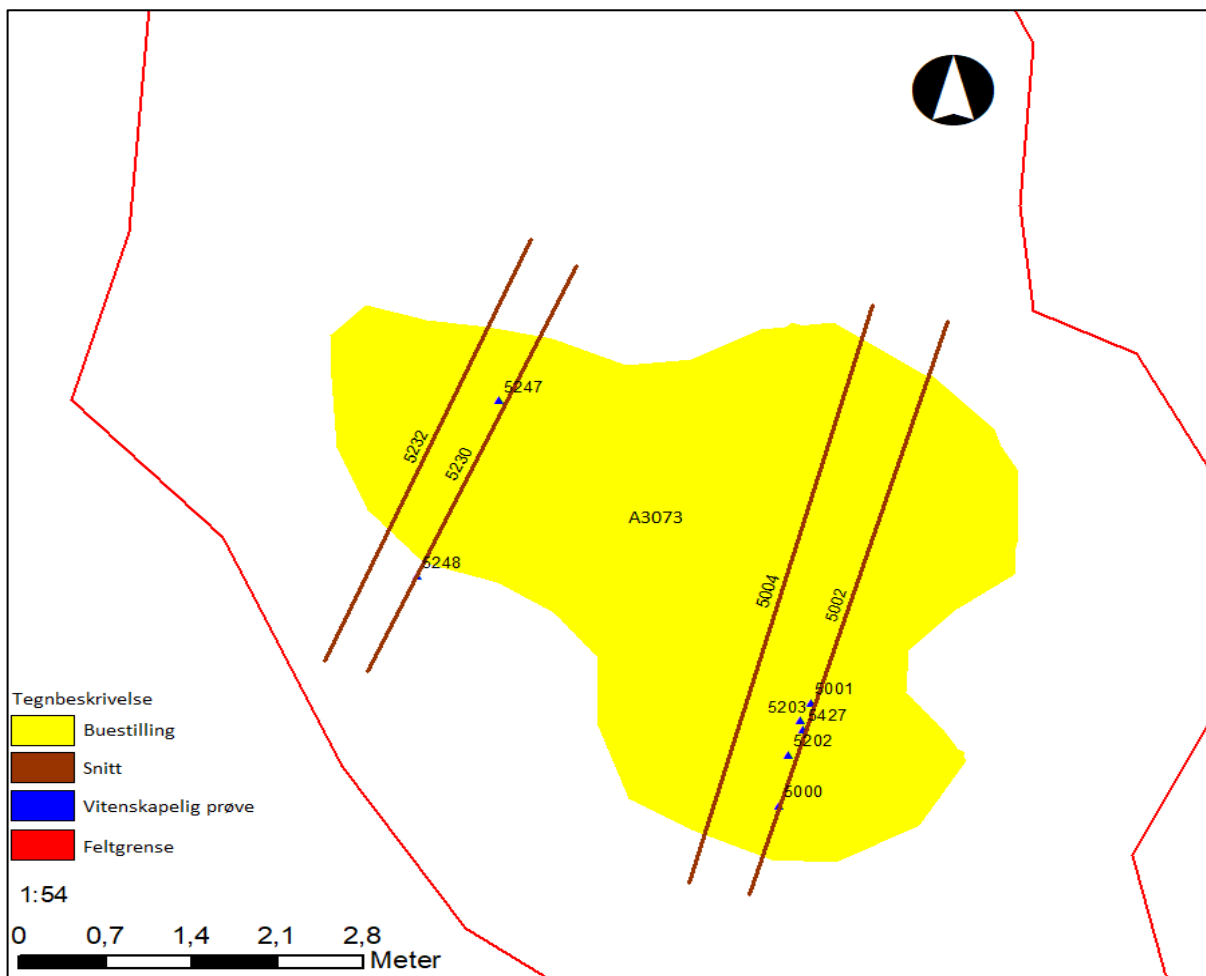 5247
5232
5230
A3073
5248
5004
5002
5001
5203
5427
5202
5000
Tegnbeskrivelse
Buestilling
Snitt
Vitenskapelig prøve
Feltgrense
1:54
0 0,7 1,4 2,1 2,8
Meter